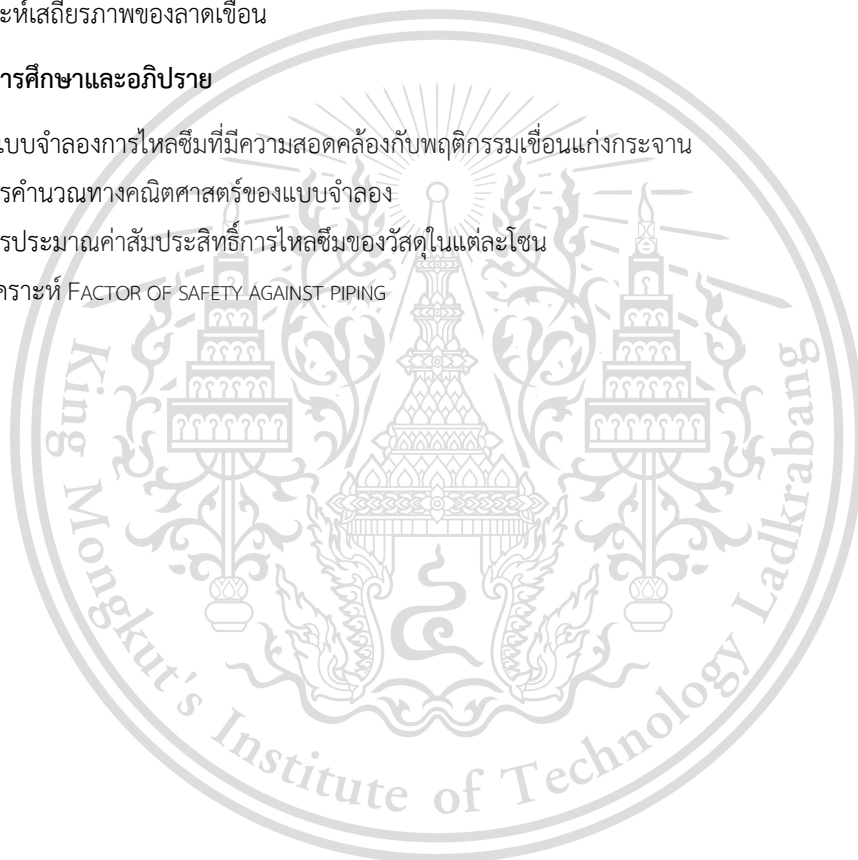 ะห์เสถียรภาพของลาดเขื่อน
ารศึกษาและอภิปราย
แบบจำลองการไหลซึมที่มีความสอดคล้องกับพฤติกรรมเขื่อนแก่งกระจาน
รคำนวณทางคณิตศาสตร์ของแบบจำลอง
รประมาณค่าสัมประสิทธิ์การไหลซึมของวัสดุในแต่ละโซน
คราะห์ FACTOR OF SAFETY AGAINST PIPING
King Mongkut's Institute of Technology Ladkrabang